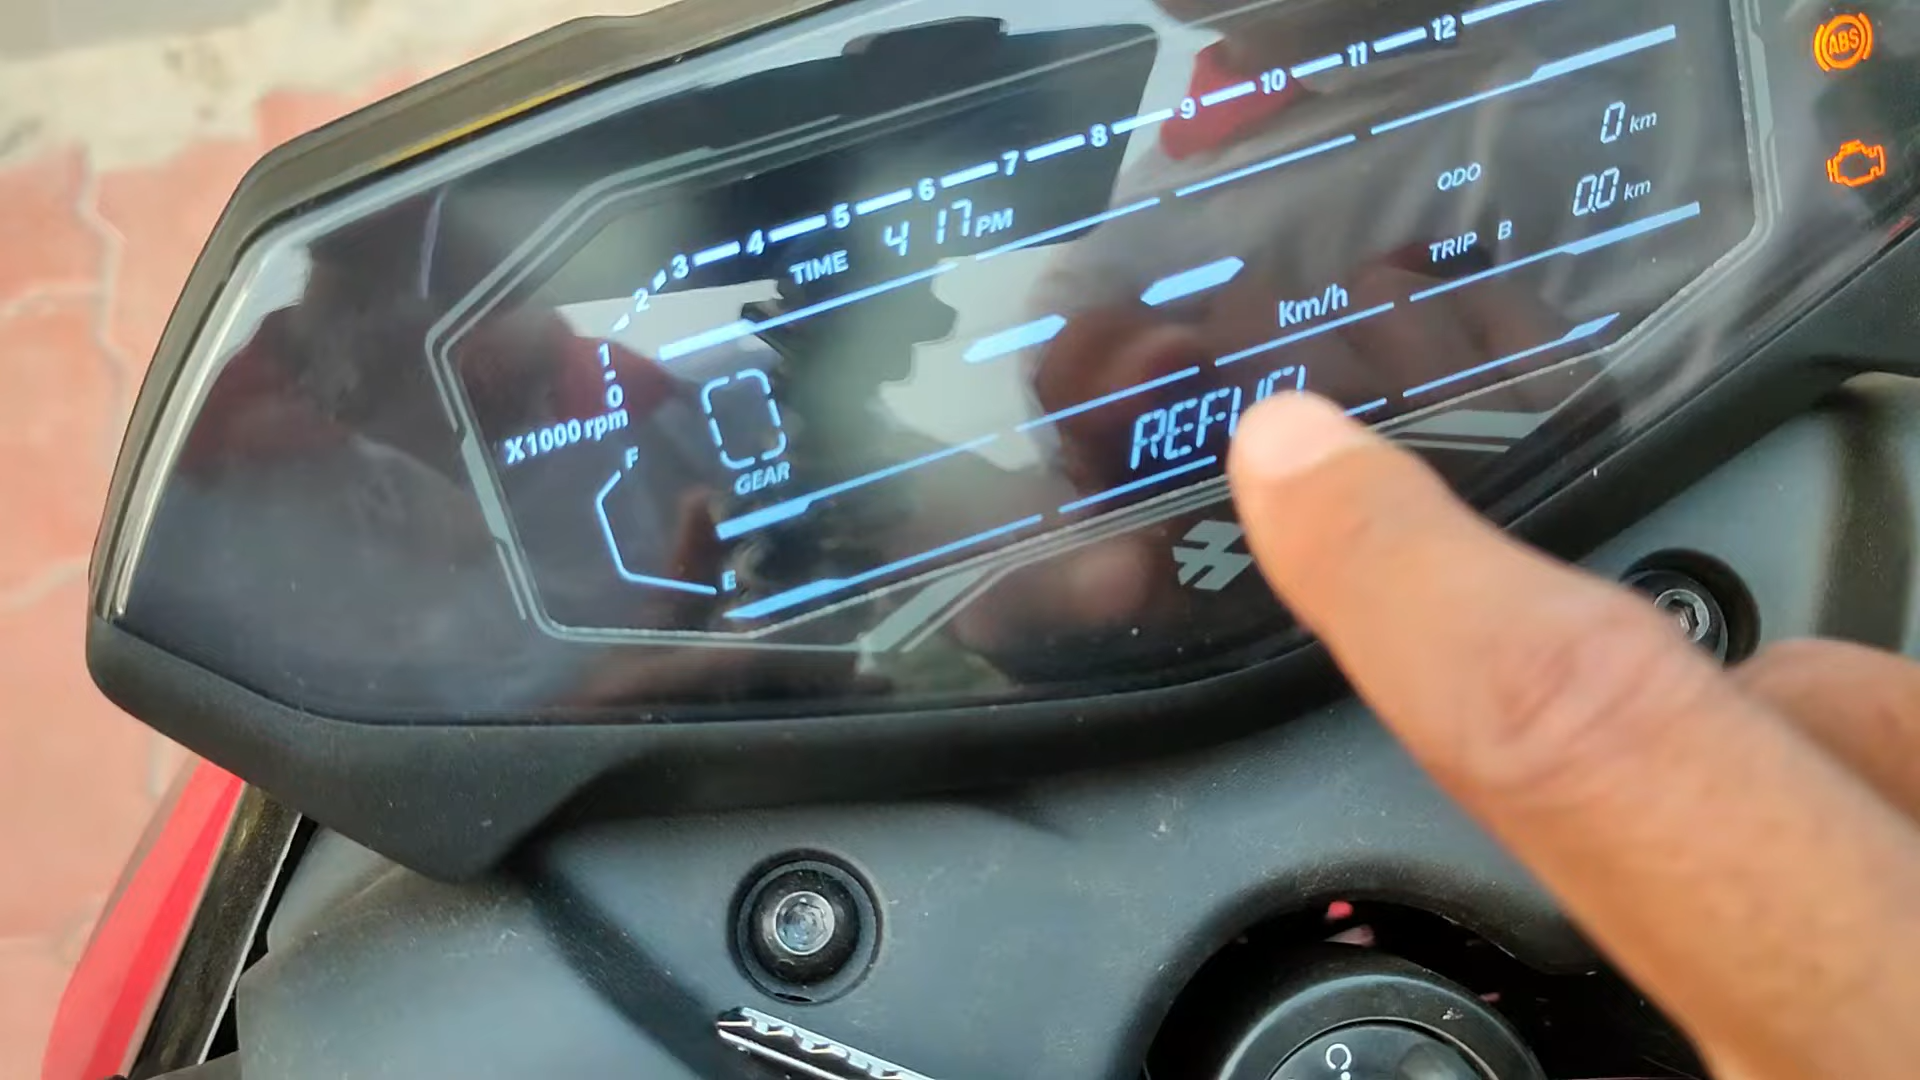 0 1 2 3 4 5 6 7 8 9 10 11 12
X1000 rpm
TIME 4 17 PM
ODO 0 km
TRIP B 0.0 km
Km/h
GEAR
F
E
REFUEL
ABS